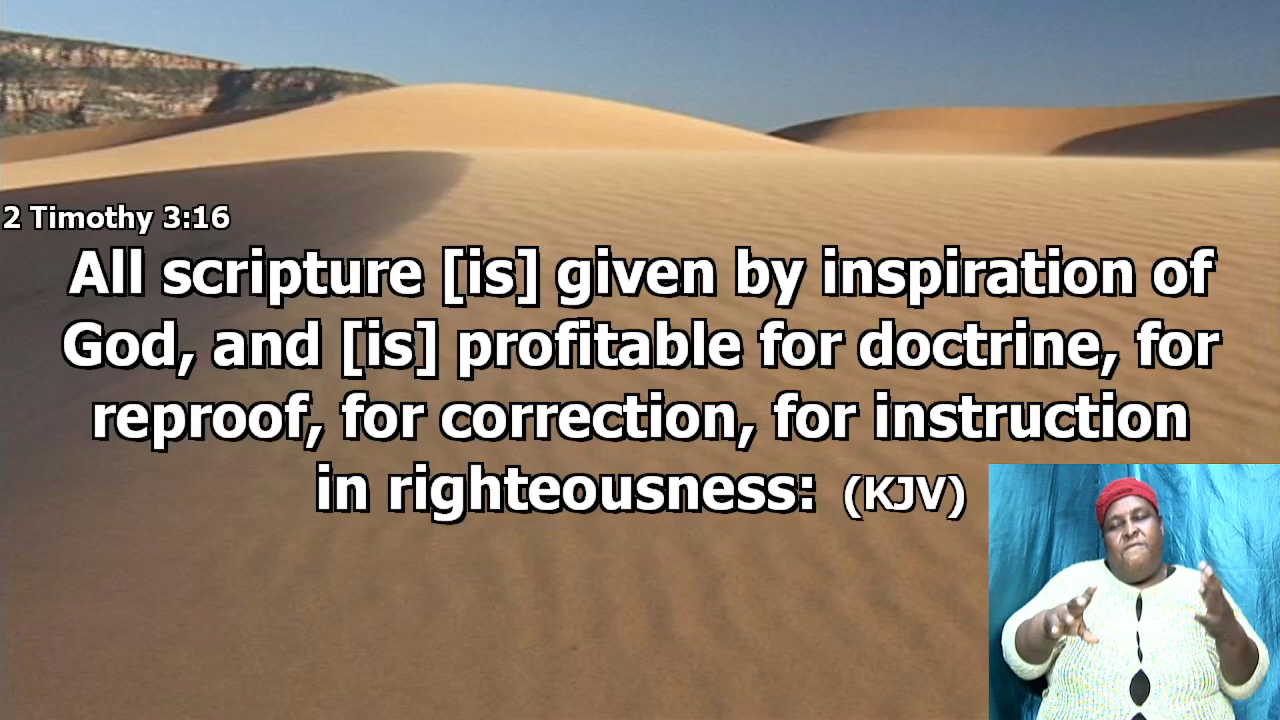 2 Timothy 3:16
All scripture [is] given by inspiration of
God, and [is] profitable for doctrine, for
reproof, for correction, for instruction
in righteousness: (KJV)